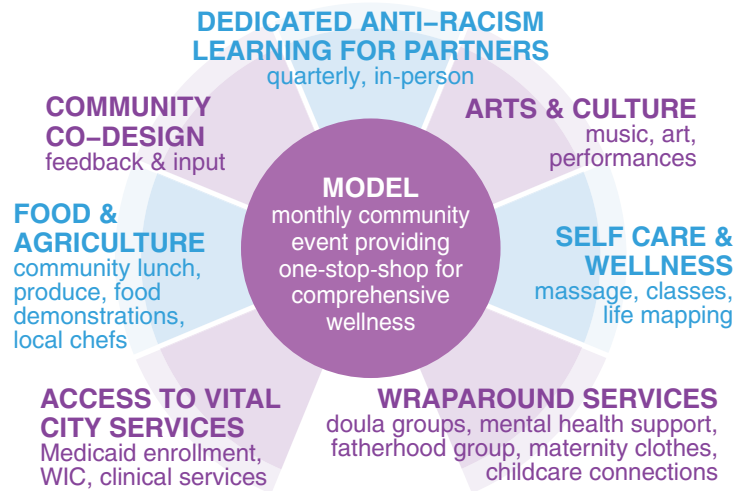 DEDICATED ANTI–RACISM
LEARNING FOR PARTNERS
quarterly, in-person
COMMUNITY
CO–DESIGN
feedback & input
ARTS & CULTURE
music, art,
performances
MODEL
monthly community
event providing
one-stop-shop for
comprehensive
wellness
FOOD &
AGRICULTURE
community lunch,
produce, food
demonstrations,
local chefs
SELF CARE &
WELLNESS
massage, classes,
life mapping
ACCESS TO VITAL
CITY SERVICES
Medicaid enrollment,
WIC, clinical services
WRAPAROUND SERVICES
doula groups, mental health support,
fatherhood group, maternity clothes,
childcare connections